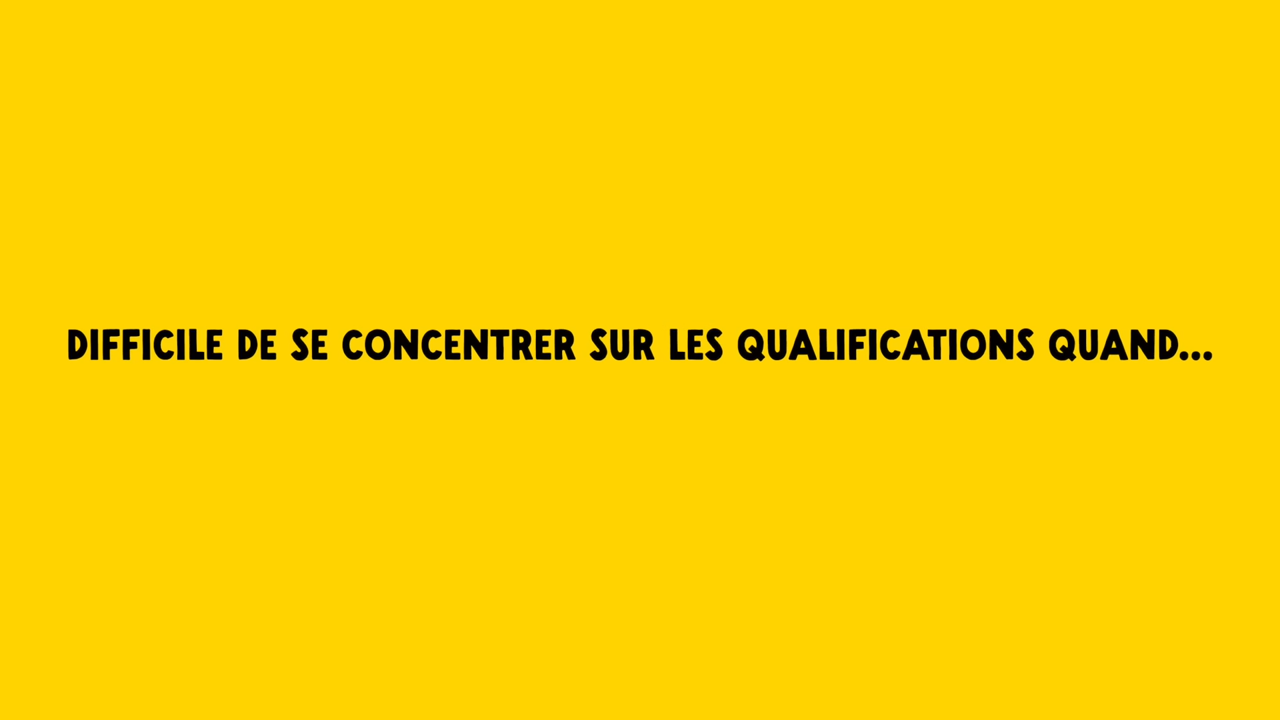 DIFFICILE DE SE CONCENTRER SUR LES QUALIFICATIONS QUAND...